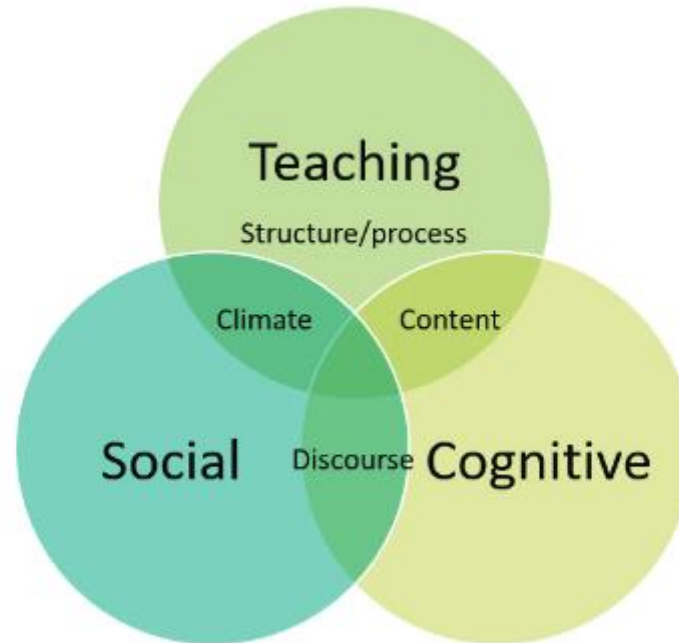 Teaching
Structure/process
Climate
Content
Social
Discourse
Cognitive